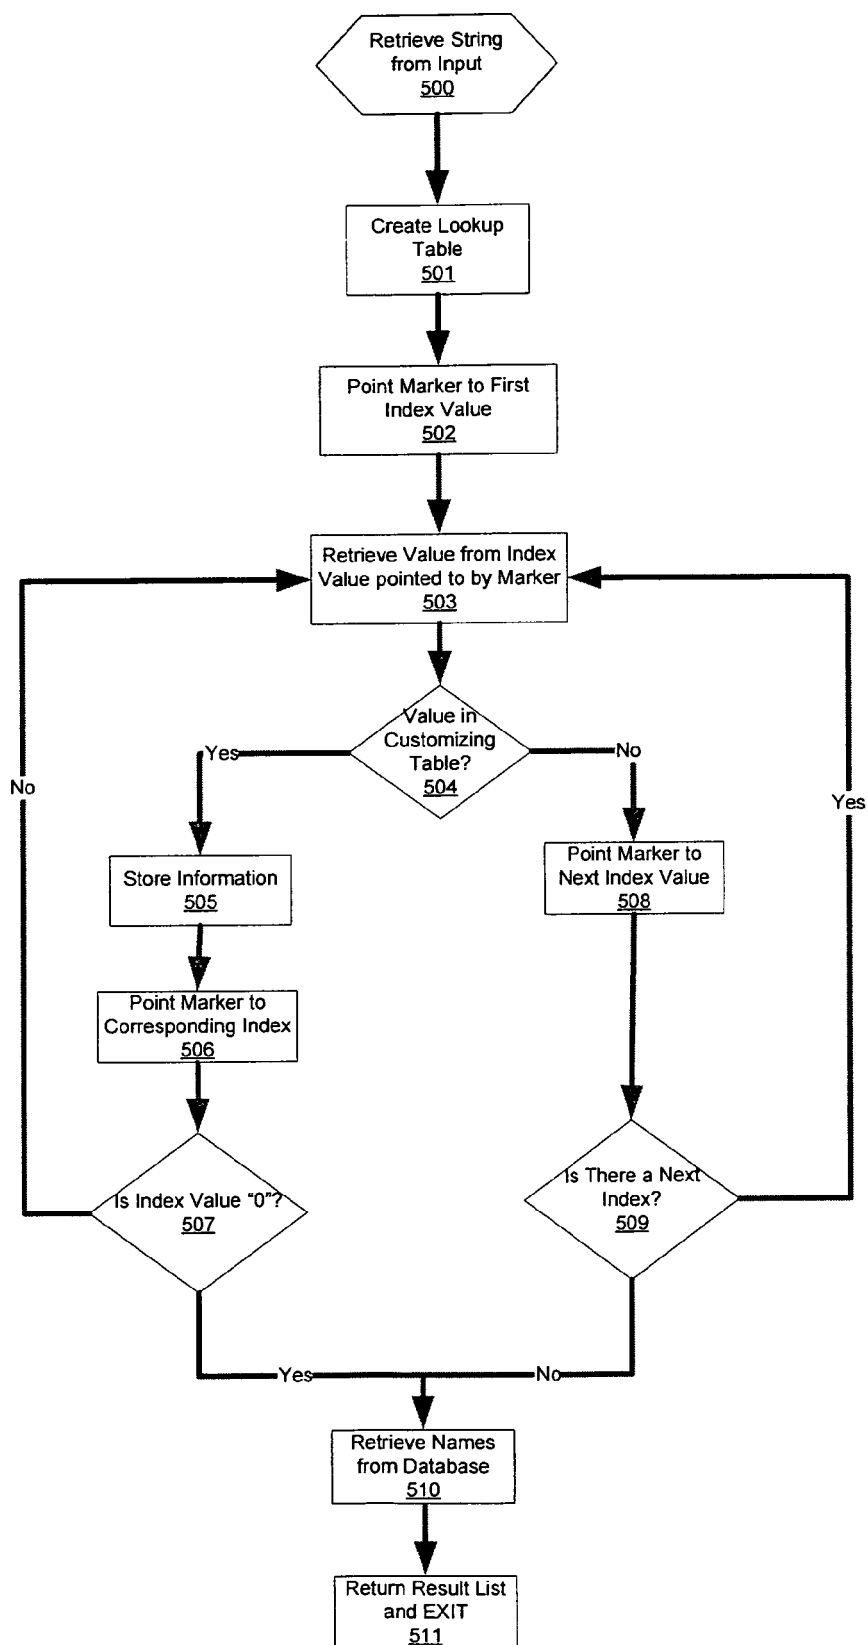 Retrieve String
from Input
500
Create Lookup
Table
501
Point Marker to First
Index Value
502
Retrieve Value from Index
Value pointed to by Marker
503
Value in
Customizing
Table?
504
Yes
No
No
Yes
Store Information
505
Point Marker to
Next Index Value
508
Point Marker to
Corresponding Index
506
Is Index Value "0"?
507
Is There a Next
Index?
509
Yes
No
Retrieve Names
from Database
510
Return Result List
and EXIT
511